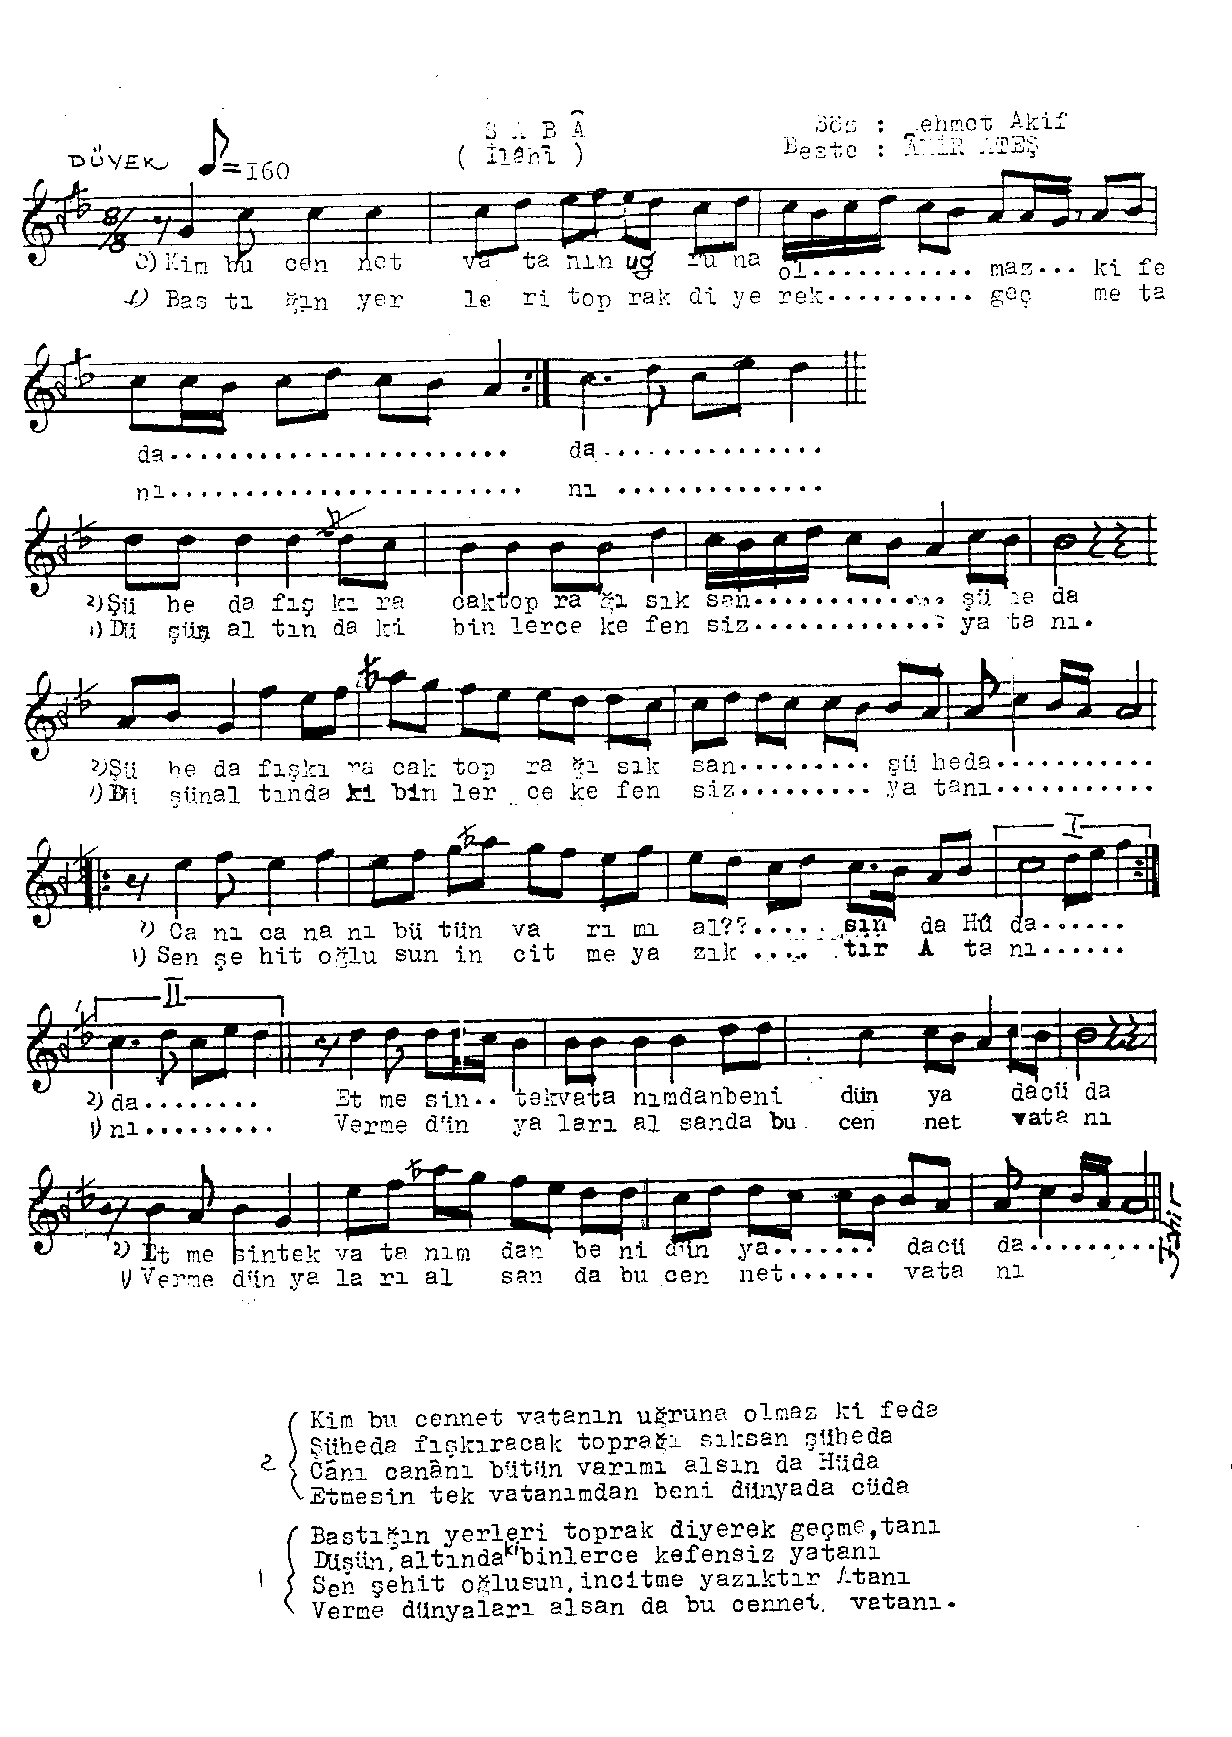 S A B Â
( İlâhî )
Söz : Mehmet Akif
Beste : ÂMİR ATEŞ
DÜYEK ♪=160
8/8
2) Kim bu cen net va ta nın uğ ru na ol........... maz... ki fe
1) Bas tı ğın yer le ri top rak di ye rek.......... geç me ta
da....................... da...............
nı........................ nı ..............
2) Şü he da fış kı ra caktop ra ğı sık san............. şü he da
1) Dü şün al tın da ki bin lerce ke fen siz............. ya ta nı.
2) Şü he da fışkı ra cak top ra ğı sık san......... şü heda...........
1) Dü şünal tında ki bin ler ce ke fen siz......... ya tanı...........
I
2) Ca nı ca na nı bü tün va rı mı al??...... sın da Hû da......
1) Sen şe hit oğlu sun in cit me ya zık .... tır A ta nı......
II
2) da........ Et me sin.. tekvata nımdanbeni dün ya dacü da
1) nı......... Verme dün ya ları al sanda bu cen net vata nı
2) Et me sintek va ta nım dan be ni dün ya....... dacü da.........
1) Verme dün ya la rı al san da bu cen net...... vata nı
2 Kim bu cennet vatanın uğruna olmaz ki feda
Şüheda fışkıracak toprağı sıksan şüheda
Cânı canânı bütün varımı alsın da Hüda
Etmesin tek vatanımdan beni dünyada cüda
1 Bastığın yerleri toprak diyerek geçme, tanı
Düşün, altındaki binlerce kefensiz yatanı
Sen şehit oğlusun, incitme yazıktır Atanı
Verme dünyaları alsan da bu cennet vatanı.